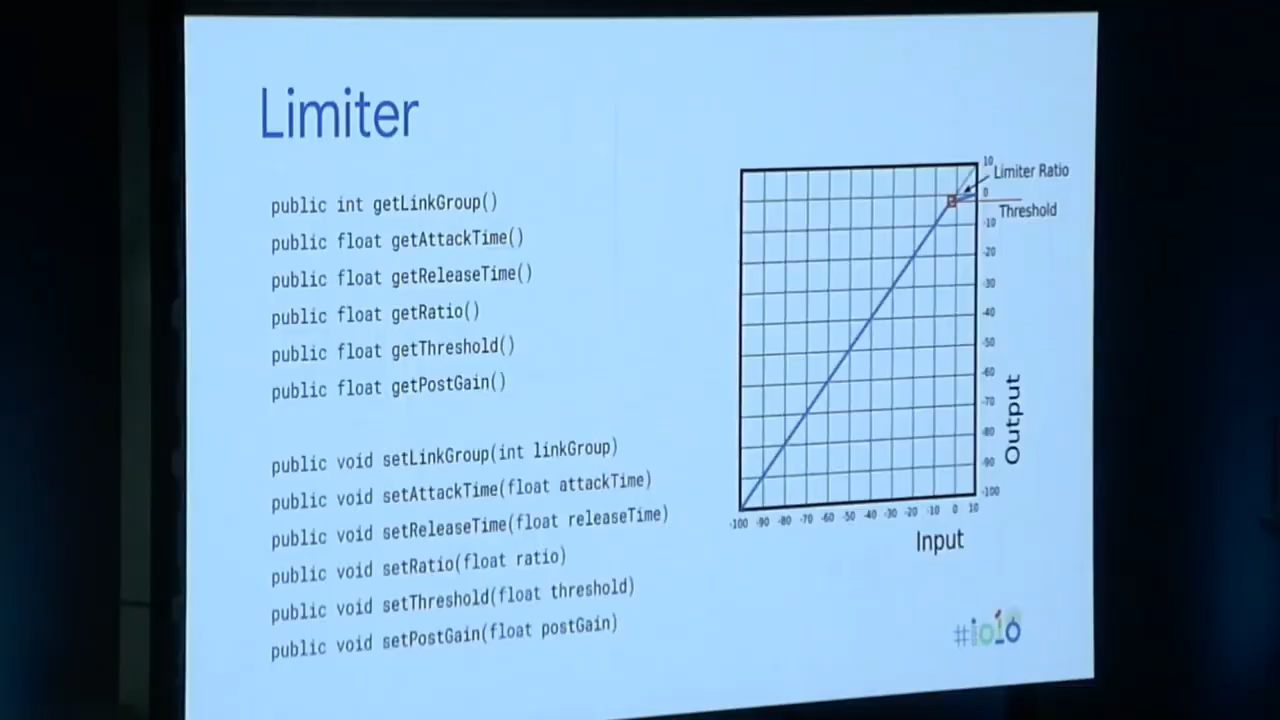 Limiter
public int getLinkGroup()
public float getAttackTime()
public float getReleaseTime()
public float getRatio()
public float getThreshold()
public float getPostGain()
public void setLinkGroup(int linkGroup)
public void setAttackTime(float attackTime)
public void setReleaseTime(float releaseTime)
public void setRatio(float ratio)
public void setThreshold(float threshold)
public void setPostGain(float postGain)
10
Limiter Ratio
0
Threshold
-10
-20
-30
-40
-50
-60
-70
-80
-90
-100
Output
-100 -90 -80 -70 -60 -50 -40 -30 -20 -10 0 10
Input
#io16